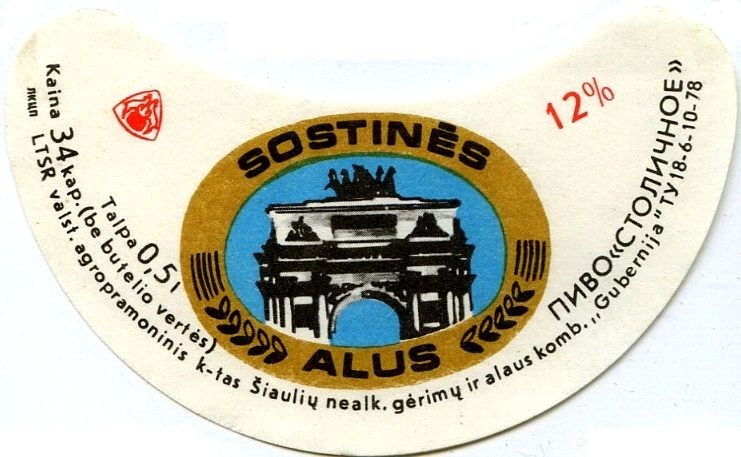 SOSTINĖS
ALUS
12%
Kaina 34 kap. (be butelio vertės)
Talpa 0,5 l
LTSR valst. agropramoninis k-tas Šiaulių nealk. gėrimų ir alaus komb. ,,Gubernija" ТУ 18-6-10-78
ПИВО «СТОЛИЧНОЕ»